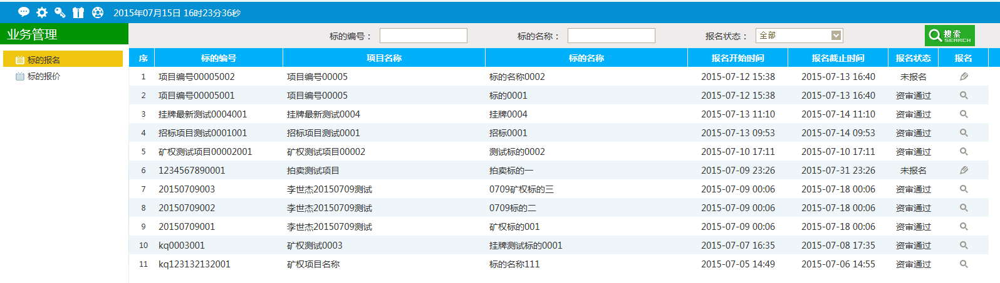 2015年07月15日 16时23分36秒
业务管理
标的编号： 标的名称： 报名状态： 全部 搜索 SEARCH
标的报名
标的报价
序 标的编号 项目名称 标的名称 报名开始时间 报名截止时间 报名状态 报名
1 项目编号00005002 项目编号00005 标的名称0002 2015-07-12 15:38 2015-07-13 16:40 未报名
2 项目编号00005001 项目编号00005 标的0001 2015-07-12 15:38 2015-07-13 16:40 资审通过
3 挂牌最新测试0004001 挂牌最新测试0004 挂牌0004 2015-07-13 11:10 2015-07-14 11:10 资审通过
4 招标项目测试0001001 招标项目测试0001 招标0001 2015-07-13 09:53 2015-07-14 09:53 资审通过
5 矿权测试项目00002001 矿权测试项目00002 测试标的0002 2015-07-10 17:11 2015-07-10 17:11 资审通过
6 1234567890001 拍卖测试项目 拍卖标的一 2015-07-09 23:26 2015-07-31 23:26 未报名
7 20150709003 李世杰20150709测试 0709矿权标的三 2015-07-09 00:06 2015-07-18 00:06 资审通过
8 20150709002 李世杰20150709测试 0709标的二 2015-07-09 00:06 2015-07-18 00:06 资审通过
9 20150709001 李世杰20150709测试 矿权标的001 2015-07-09 00:06 2015-07-18 00:06 资审通过
10 kq0003001 矿权测试0003 挂牌测试标的0001 2015-07-07 16:35 2015-07-08 17:35 资审通过
11 kq123132132001 矿权项目名称 标的名称111 2015-07-05 14:49 2015-07-06 14:55 资审通过